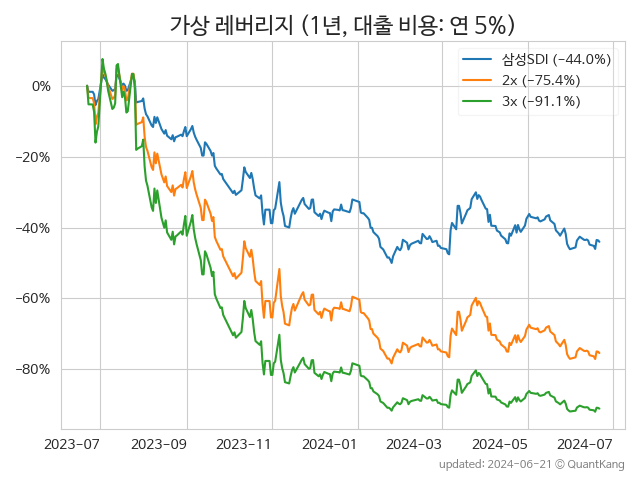 가상 레버리지 (1년, 대출 비용: 연 5%)
삼성SDI (−44.0%)
2x (−75.4%)
3x (−91.1%)
0%
−20%
−40%
−60%
−80%
2023-07 2023-09 2023-11 2024-01 2024-03 2024-05 2024-07
updated: 2024-06-21 © QuantKang